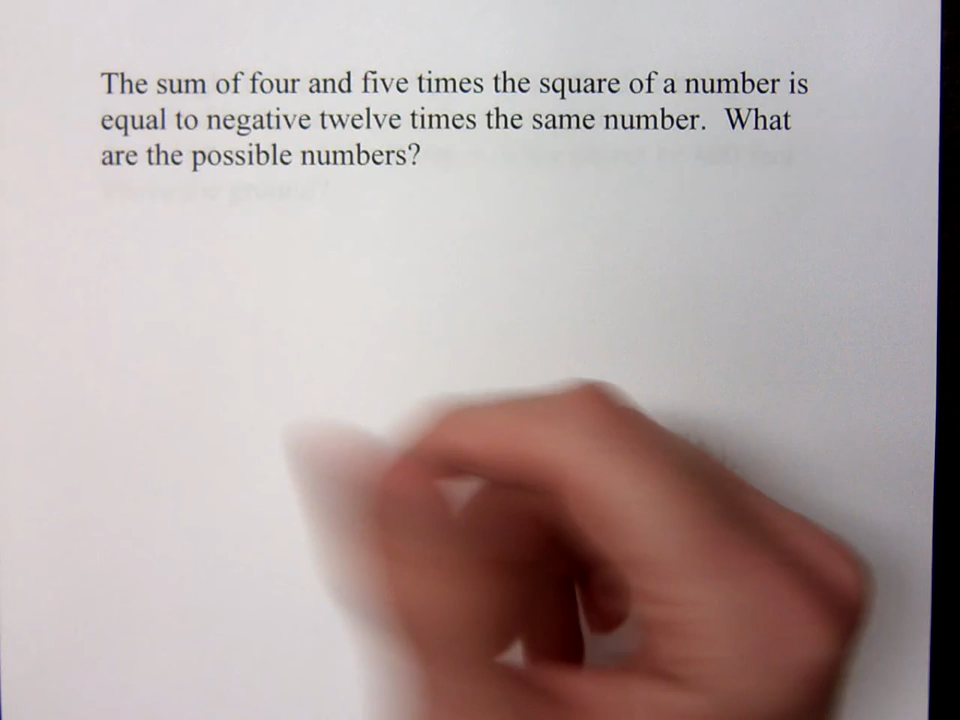 The sum of four and five times the square of a number is
equal to negative twelve times the same number.  What
are the possible numbers?